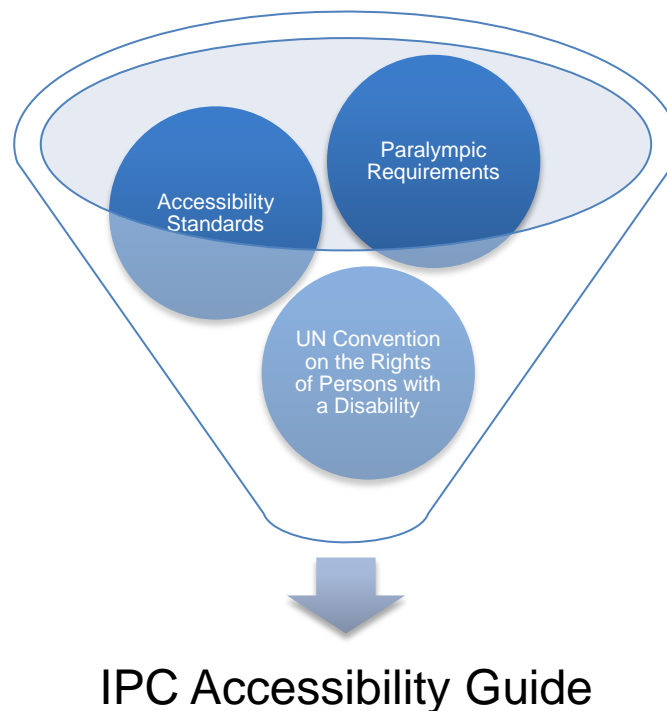 Paralympic
Requirements
Accessibility
Standards
UN Convention
on the Rights
of Persons with
a Disability
IPC Accessibility Guide